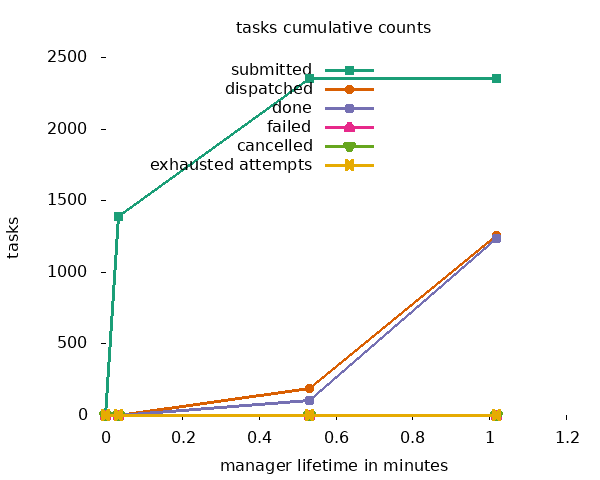 tasks cumulative counts
2500
2000
1500
1000
500
0
tasks
submitted
dispatched
done
failed
cancelled
exhausted attempts
0 0.2 0.4 0.6 0.8 1 1.2
manager lifetime in minutes